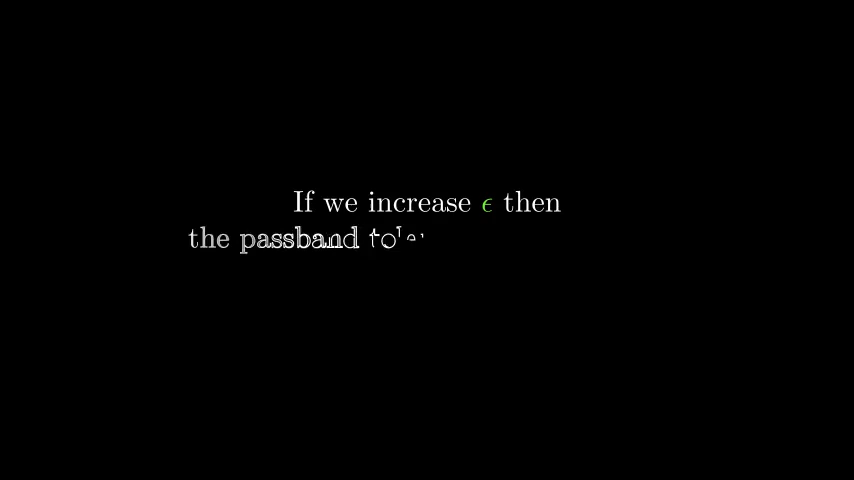 If we increase ϵ then
the passband